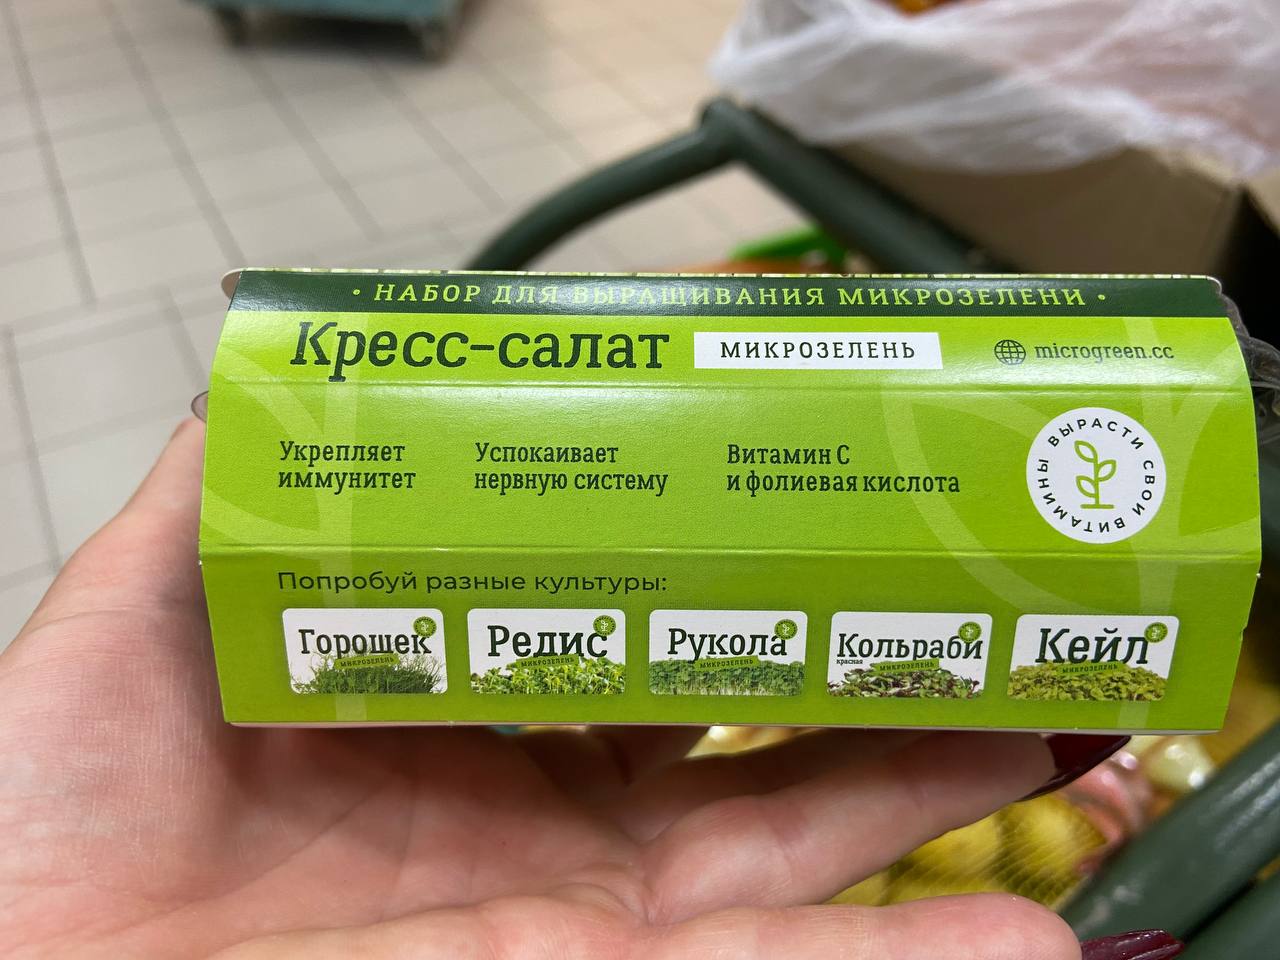 • НАБОР ДЛЯ ВЫРАЩИВАНИЯ МИКРОЗЕЛЕНИ •
Кресс-салат
МИКРОЗЕЛЕНЬ
microgreen.cc
Укрепляет
иммунитет
Успокаивает
нервную систему
Витамин С
и фолиевая кислота
ВЫРАСТИ СВОИ ВИТАМИНЫ
Попробуй разные культуры:
Горошек
МИКРОЗЕЛЕНЬ
Редис
МИКРОЗЕЛЕНЬ
Рукола
МИКРОЗЕЛЕНЬ
Кольраби
красная
МИКРОЗЕЛЕНЬ
Кейл
МИКРОЗЕЛЕНЬ